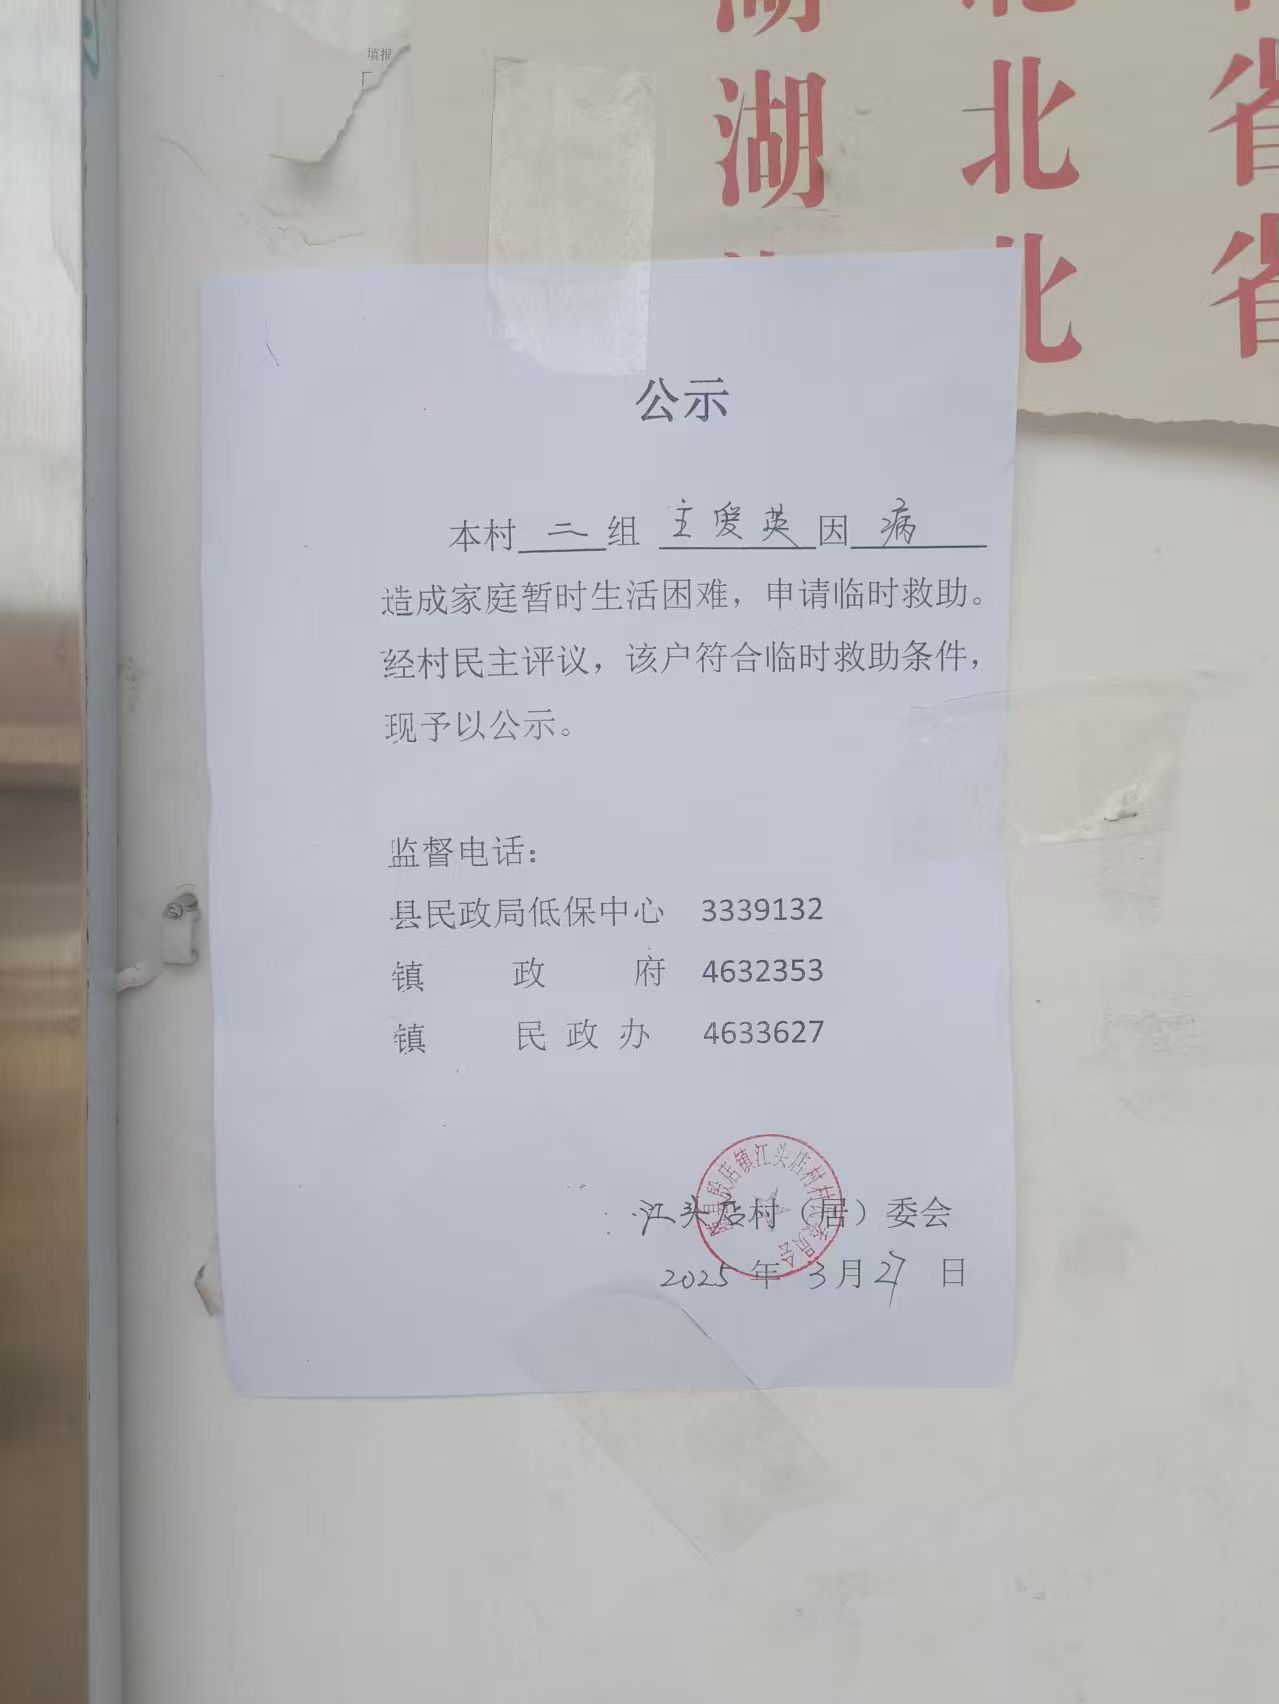 填报
湖 北 省
北 省
公示
本村 二 组 王爱英 因 病
造成家庭暂时生活困难，申请临时救助。
经村民主评议，该户符合临时救助条件，
现予以公示。
监督电话：
县民政局低保中心 3339132
镇 政 府 4632353
镇 民 政 办 4633627
江头店村（居）委会
2025 年 3 月 27 日